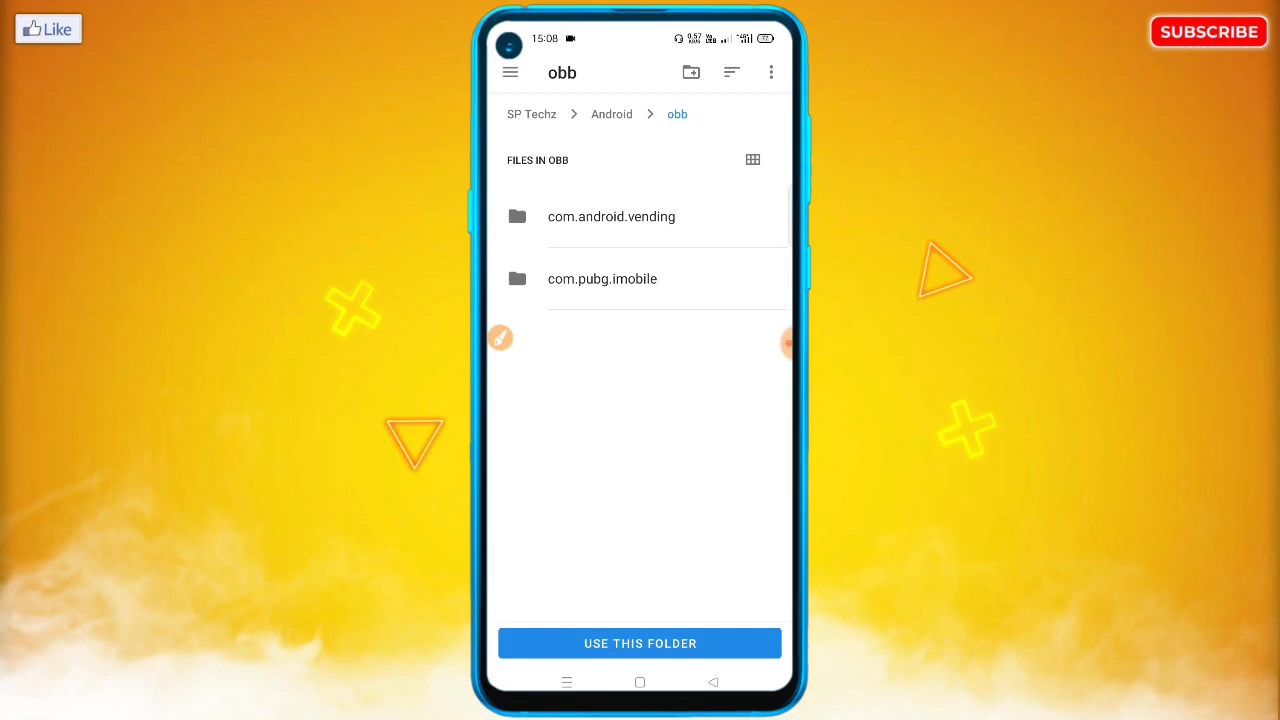 Like
SUBSCRIBE
15:08
obb
SP Techz
Android
obb
FILES IN OBB
com.android.vending
com.pubg.imobile
USE THIS FOLDER